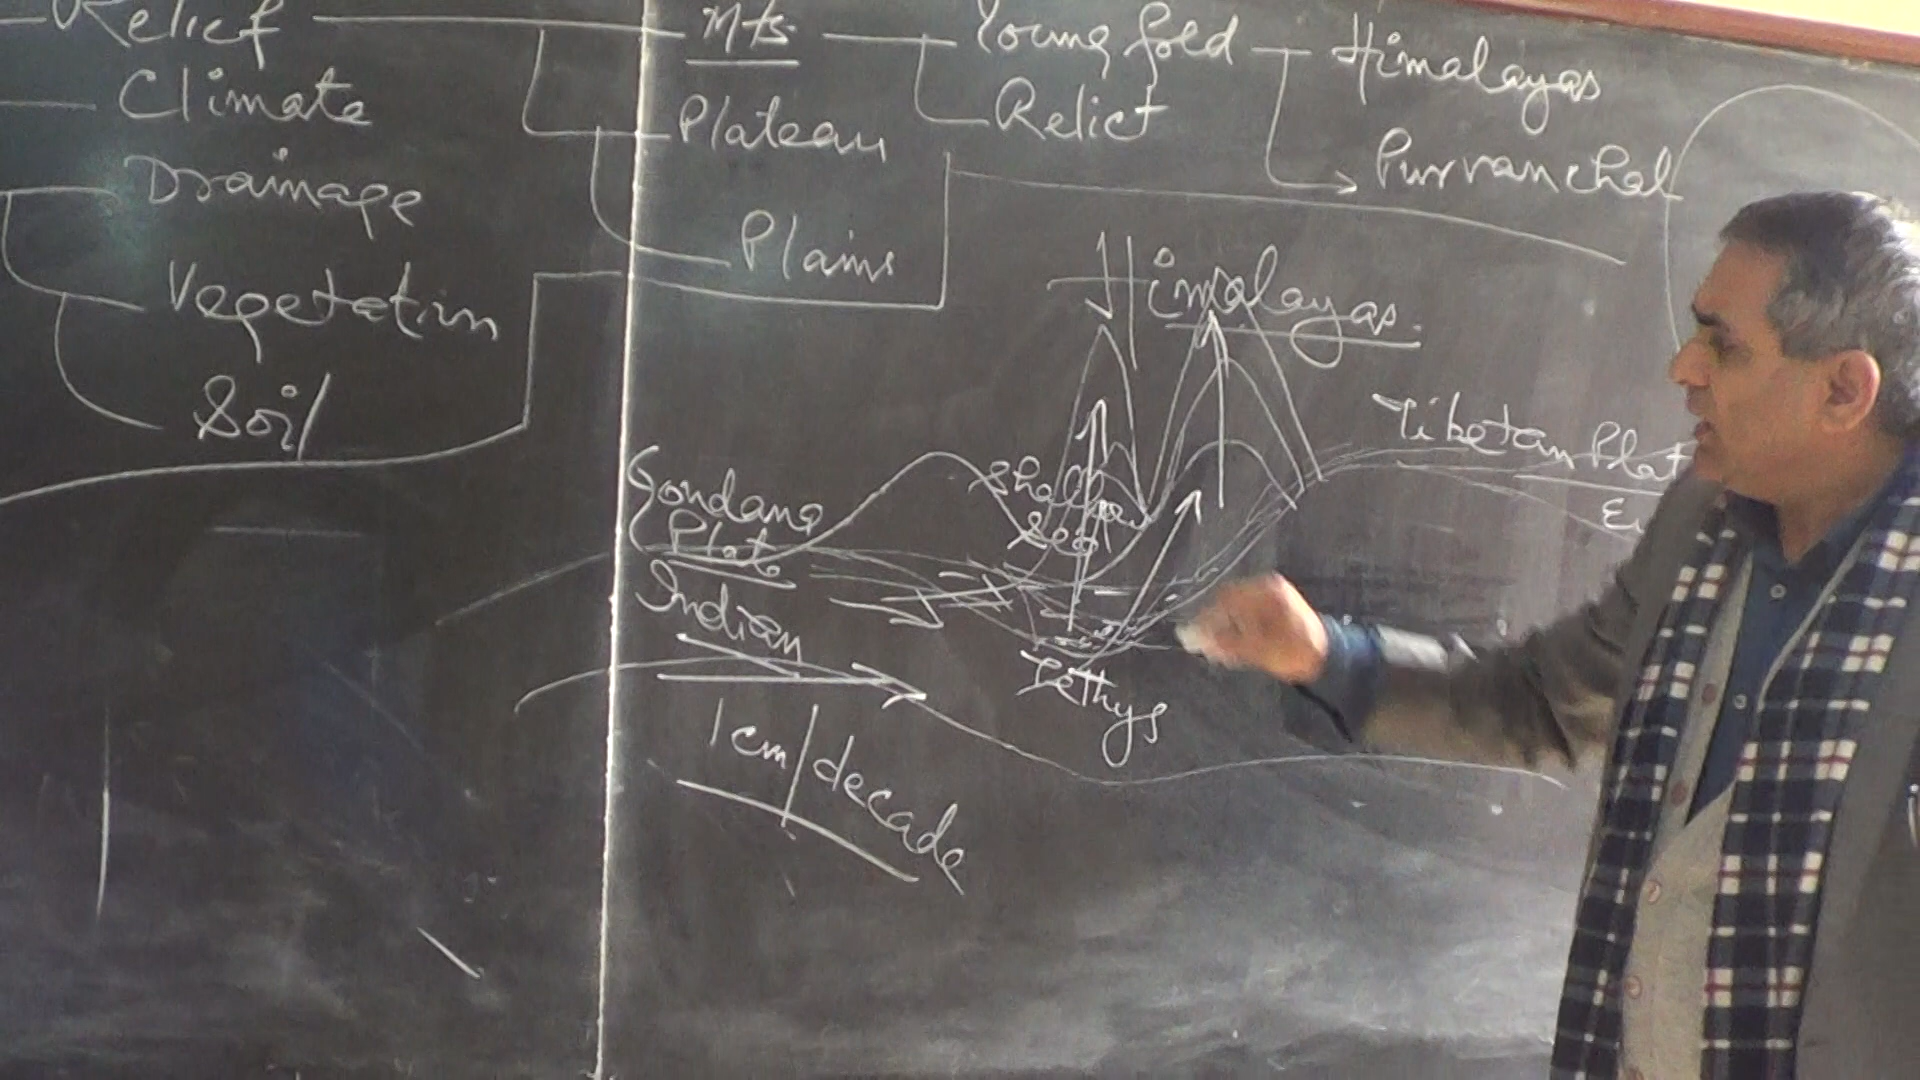 Relief
Climate
Drainage
Vegetation
Soil
Mts.
Plateau
Plains
Young fold
Relict
Himalayas
Purvanchal
Himalayas.
Gondana
Plate
Indian
1cm/decade
Shallow
Sea
Tethys
Tibetan Plat